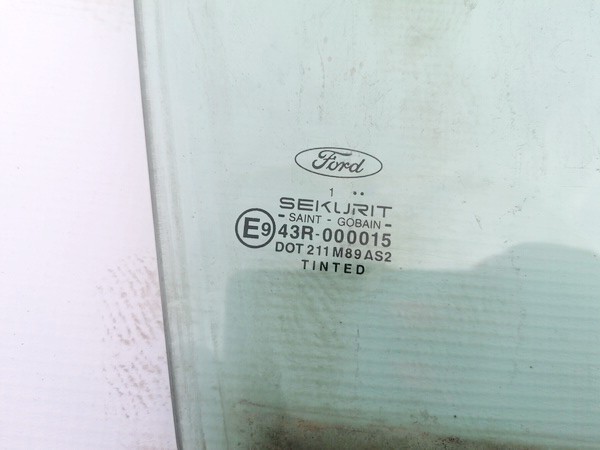 Ford
1 ..
SEKURIT
- SAINT - GOBAIN -
E9 43R-000015
DOT 211 M89 AS2
TINTED